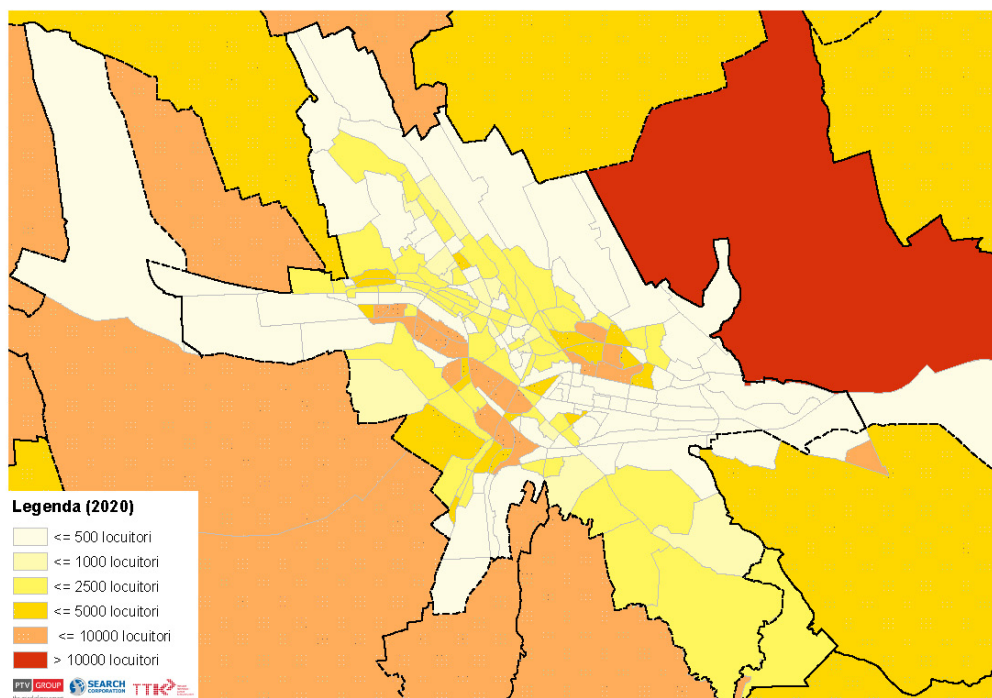 Legenda (2020)
<= 500 locuitori
<= 1000 locuitori
<= 2500 locuitori
<= 5000 locuitori
<= 10000 locuitori
> 10000 locuitori
PTV GROUP
SEARCH
CORPORATION
TTK